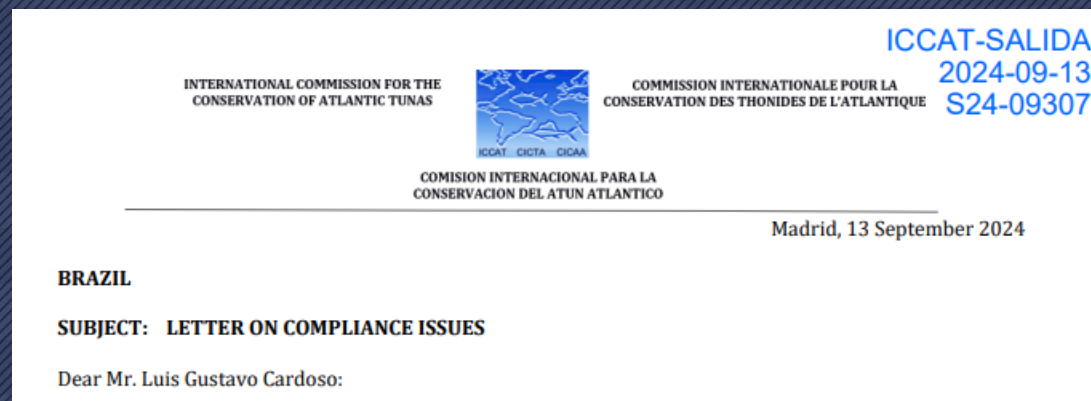 ICCAT-SALIDA
2024-09-13
S24-09307
INTERNATIONAL COMMISSION FOR THE
CONSERVATION OF ATLANTIC TUNAS
COMMISSION INTERNATIONALE POUR LA
CONSERVATION DES THONIDES DE L'ATLANTIQUE
ICCAT CICTA CICAA
COMISION INTERNACIONAL PARA LA
CONSERVACION DEL ATUN ATLANTICO
Madrid, 13 September 2024
BRAZIL
SUBJECT: LETTER ON COMPLIANCE ISSUES
Dear Mr. Luis Gustavo Cardoso: